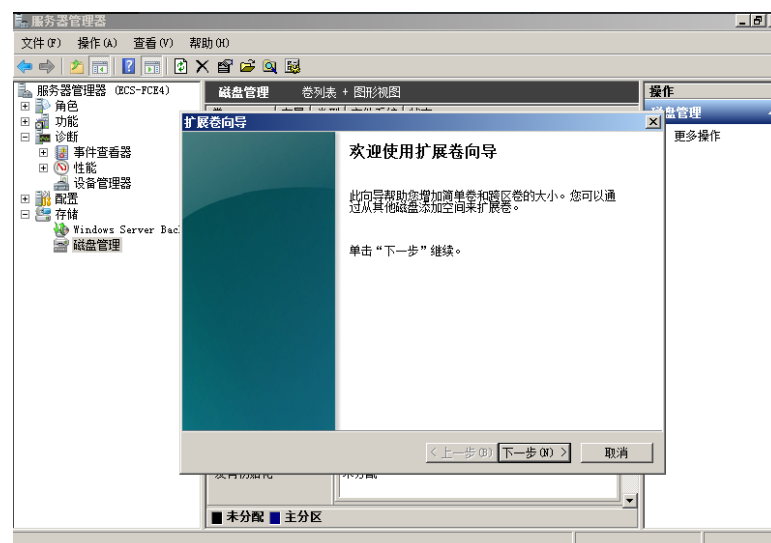 服务器管理器
文件(F) 操作(A) 查看(V) 帮助(H)
服务器管理器 (ECS-FCE4)
角色
功能
诊断
事件查看器
性能
设备管理器
配置
存储
Windows Server Bac
磁盘管理
磁盘管理 卷列表 + 图形视图
操作
磁盘管理
更多操作
扩展卷向导
欢迎使用扩展卷向导
此向导帮助您增加简单卷和跨区卷的大小。您可以通
过从其他磁盘添加空间来扩展卷。
单击“下一步”继续。
<上一步(B) 下一步(N) > 取消
未分配 主分区